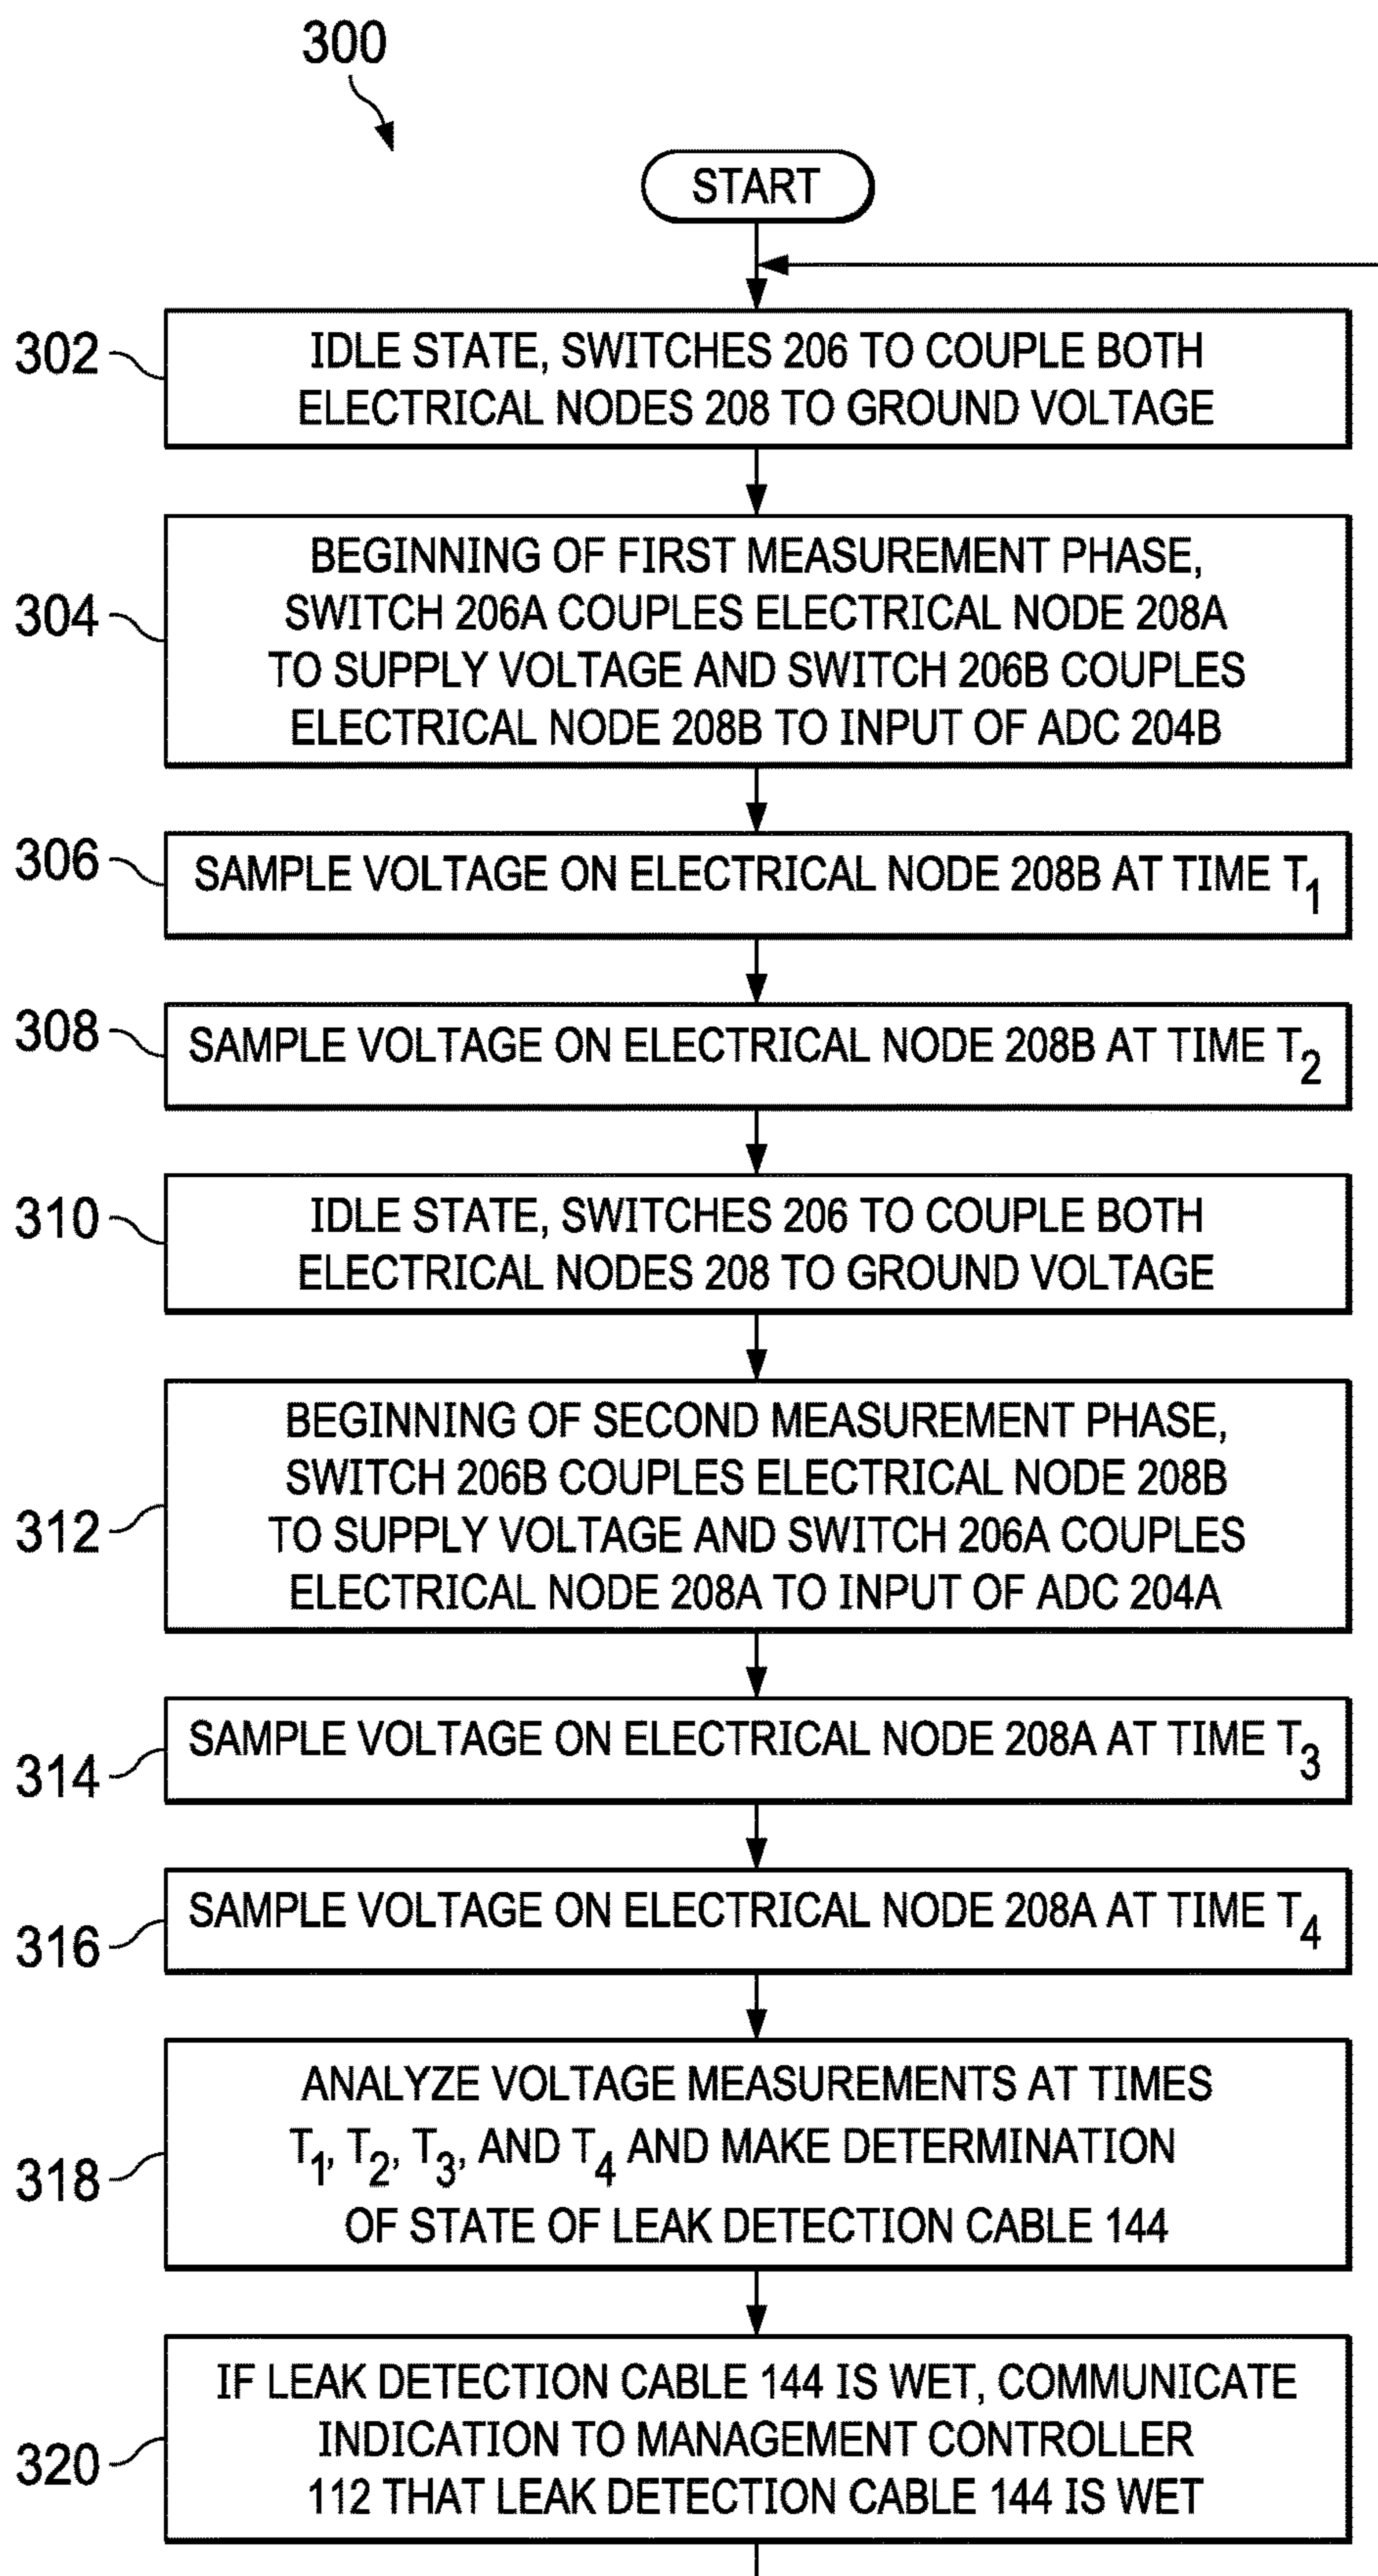 300
START
302
IDLE STATE, SWITCHES 206 TO COUPLE BOTH
ELECTRICAL NODES 208 TO GROUND VOLTAGE
304
BEGINNING OF FIRST MEASUREMENT PHASE,
SWITCH 206A COUPLES ELECTRICAL NODE 208A
TO SUPPLY VOLTAGE AND SWITCH 206B COUPLES
ELECTRICAL NODE 208B TO INPUT OF ADC 204B
306
SAMPLE VOLTAGE ON ELECTRICAL NODE 208B AT TIME T1
308
SAMPLE VOLTAGE ON ELECTRICAL NODE 208B AT TIME T2
310
IDLE STATE, SWITCHES 206 TO COUPLE BOTH
ELECTRICAL NODES 208 TO GROUND VOLTAGE
312
BEGINNING OF SECOND MEASUREMENT PHASE,
SWITCH 206B COUPLES ELECTRICAL NODE 208B
TO SUPPLY VOLTAGE AND SWITCH 206A COUPLES
ELECTRICAL NODE 208A TO INPUT OF ADC 204A
314
SAMPLE VOLTAGE ON ELECTRICAL NODE 208A AT TIME T3
316
SAMPLE VOLTAGE ON ELECTRICAL NODE 208A AT TIME T4
318
ANALYZE VOLTAGE MEASUREMENTS AT TIMES
T1, T2, T3, AND T4 AND MAKE DETERMINATION
OF STATE OF LEAK DETECTION CABLE 144
320
IF LEAK DETECTION CABLE 144 IS WET, COMMUNICATE
INDICATION TO MANAGEMENT CONTROLLER
112 THAT LEAK DETECTION CABLE 144 IS WET